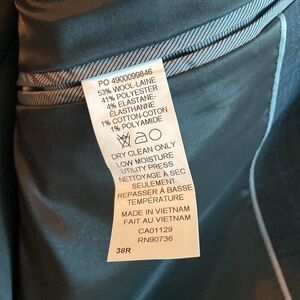 PO 4900099846
53% WOOL-LAINE
41% POLYESTER
4% ELASTANE-
ELASTHANNE
1% COTTON-COTON
1% POLYAMIDE
DRY CLEAN ONLY
LOW MOISTURE
UTILITY PRESS
NETTOYAGE À SEC
SEULEMENT
REPASSER À BASSE
TEMPÉRATURE
MADE IN VIETNAM
FAIT AU VIETNAM
CA01129
RN90736
38R